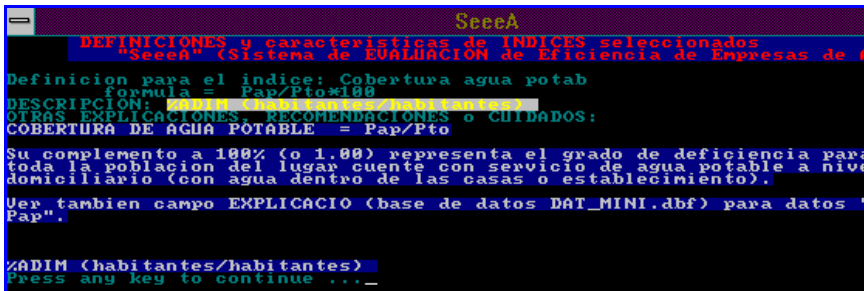 SeeeA
DEFINICIONES y caracteristicas de INDICES seleccionados
"SeeeA" (Sistema de EVALUACION de Eficiencia de Empresas de A
Definicion para el indice: Cobertura agua potab
formula = Pap/Pto*100
DESCRIPCION: %ADIM (habitantes/habitantes)
OTRAS EXPLICACIONES, RECOMENDACIONES o CUIDADOS:
COBERTURA DE AGUA POTABLE = Pap/Pto
Su complemento a 100% (o 1.00) representa el grado de deficiencia para
toda la poblacion del lugar cuente con servicio de agua potable a nive
domiciliario (con agua dentro de las casas o establecimiento).
Ver tambien campo EXPLICACIO (base de datos DAT_MINI.dbf) para datos "
Pap".
%ADIM (habitantes/habitantes)
Press any key to continue ..._